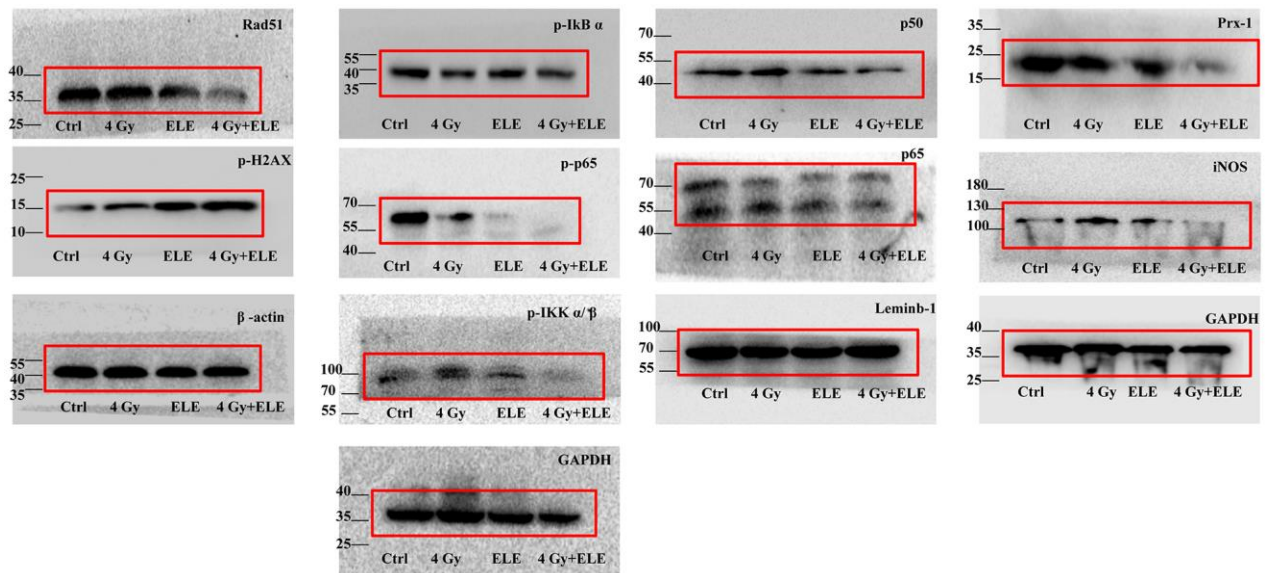 Rad51
40
35
25
Ctrl 4 Gy ELE 4 Gy+ELE
p-IkB α
55
40
35
Ctrl 4 Gy ELE 4 Gy+ELE
p50
55
40
Ctrl 4 Gy ELE 4 Gy+ELE
Prx-1
35
25
15
Ctrl 4 Gy ELE 4 Gy+ELE
p-H2AX
25
15
10
Ctrl 4 Gy ELE 4 Gy+ELE
p-p65
70
55
40
Ctrl 4 Gy ELE 4 Gy+ELE
p65
70
55
40
Ctrl 4 Gy ELE 4 Gy+ELE
iNOS
180
130
100
Ctrl 4 Gy ELE 4 Gy+ELE
β -actin
55
40
35
Ctrl 4 Gy ELE 4 Gy+ELE
p-IKK α/ β
100
70
55
Ctrl 4 Gy ELE 4 Gy+ELE
Leminb-1
100
70
55
Ctrl 4 Gy ELE 4 Gy+ELE
GAPDH
40
35
25
Ctrl 4 Gy ELE 4 Gy+ELE
GAPDH
40
35
25
Ctrl 4 Gy ELE 4 Gy+ELE